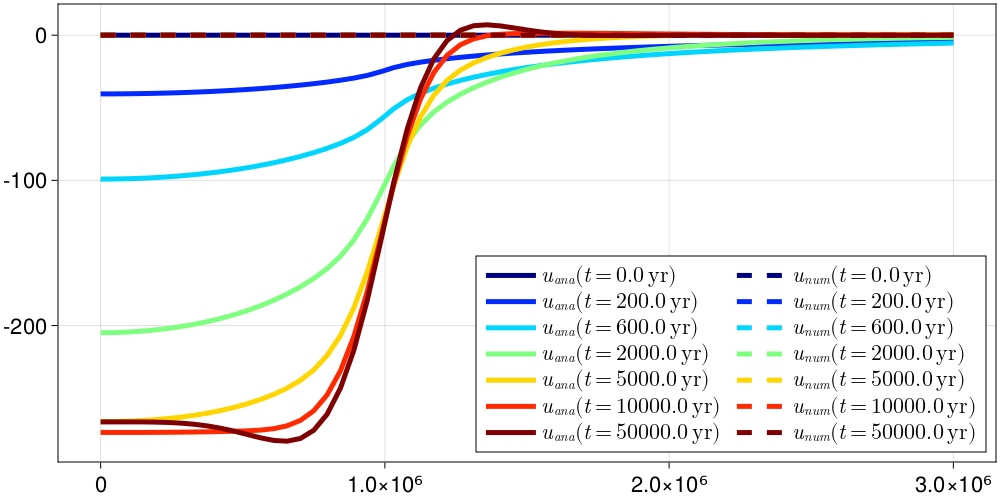 0
-100
-200
u_ana(t = 0.0 yr) u_num(t = 0.0 yr)
u_ana(t = 200.0 yr) u_num(t = 200.0 yr)
u_ana(t = 600.0 yr) u_num(t = 600.0 yr)
u_ana(t = 2000.0 yr) u_num(t = 2000.0 yr)
u_ana(t = 5000.0 yr) u_num(t = 5000.0 yr)
u_ana(t = 10000.0 yr) u_num(t = 10000.0 yr)
u_ana(t = 50000.0 yr) u_num(t = 50000.0 yr)
0 1.0×10⁶ 2.0×10⁶ 3.0×10⁶